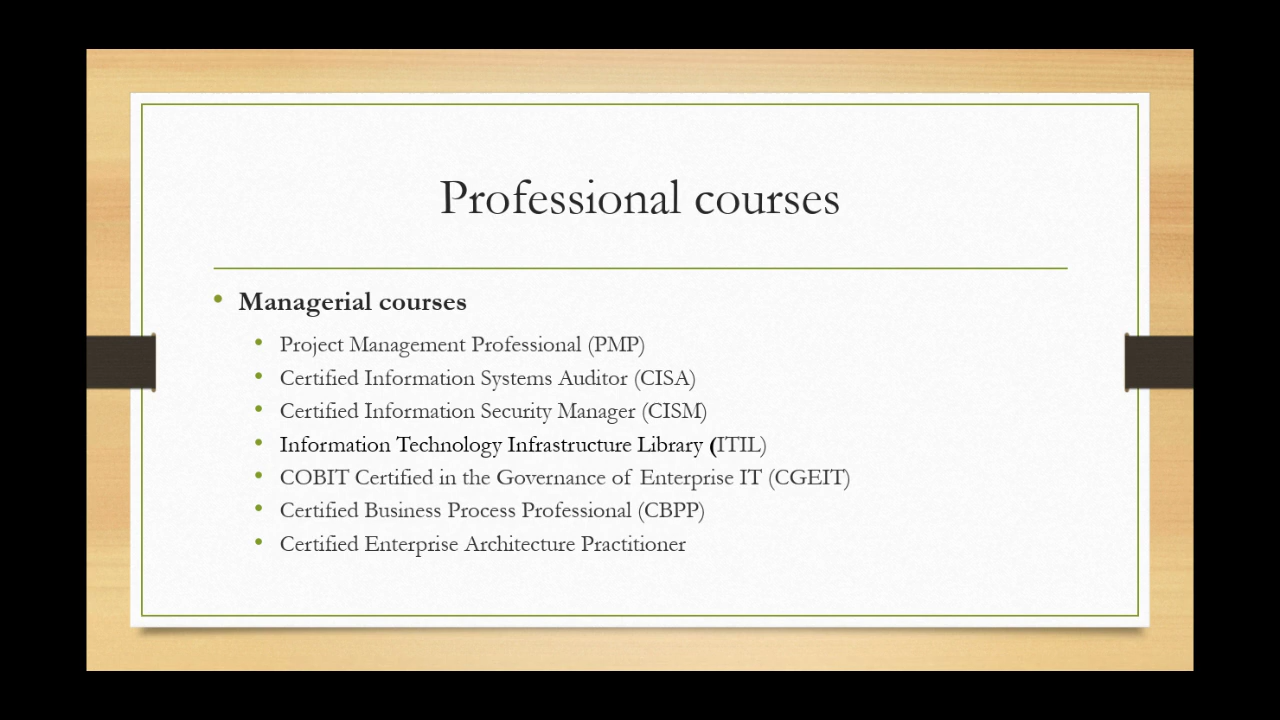 Professional courses
• Managerial courses
• Project Management Professional (PMP)
• Certified Information Systems Auditor (CISA)
• Certified Information Security Manager (CISM)
• Information Technology Infrastructure Library (ITIL)
• COBIT Certified in the Governance of Enterprise IT (CGEIT)
• Certified Business Process Professional (CBPP)
• Certified Enterprise Architecture Practitioner